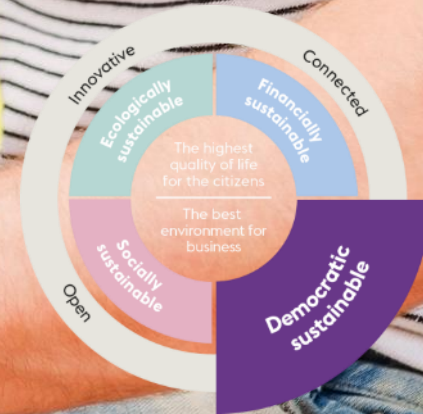 Innovative
Connected
Ecologically
sustainable
Financially
sustainable
The highest
quality of life
for the citizens
The best
environment for
business
Socially
sustainable
Democratic
sustainable
Open